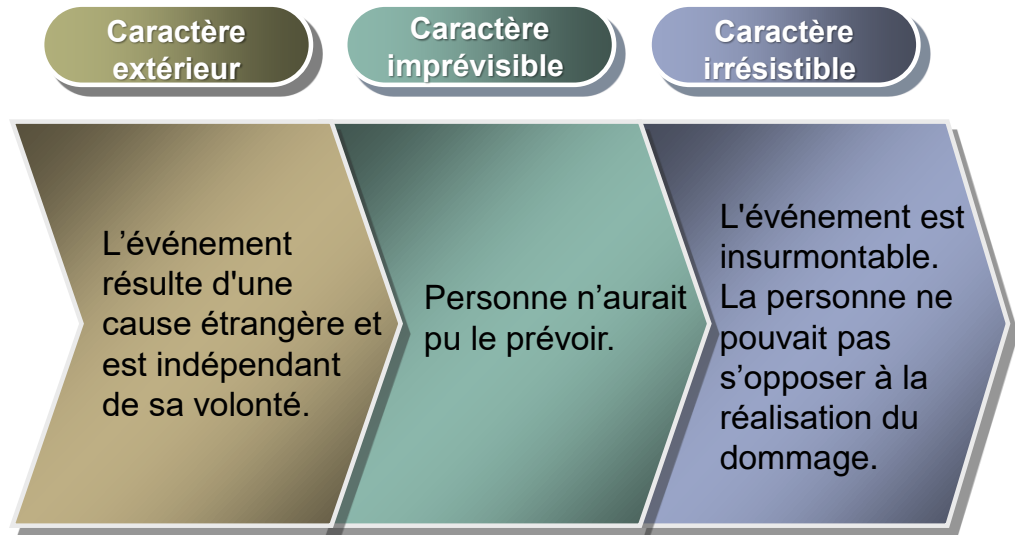 Caractère
extérieur
Caractère
imprévisible
Caractère
irrésistible
L’événement
résulte d'une
cause étrangère et
est indépendant
de sa volonté.
Personne n’aurait
pu le prévoir.
L'événement est
insurmontable.
La personne ne
pouvait pas
s’opposer à la
réalisation du
dommage.